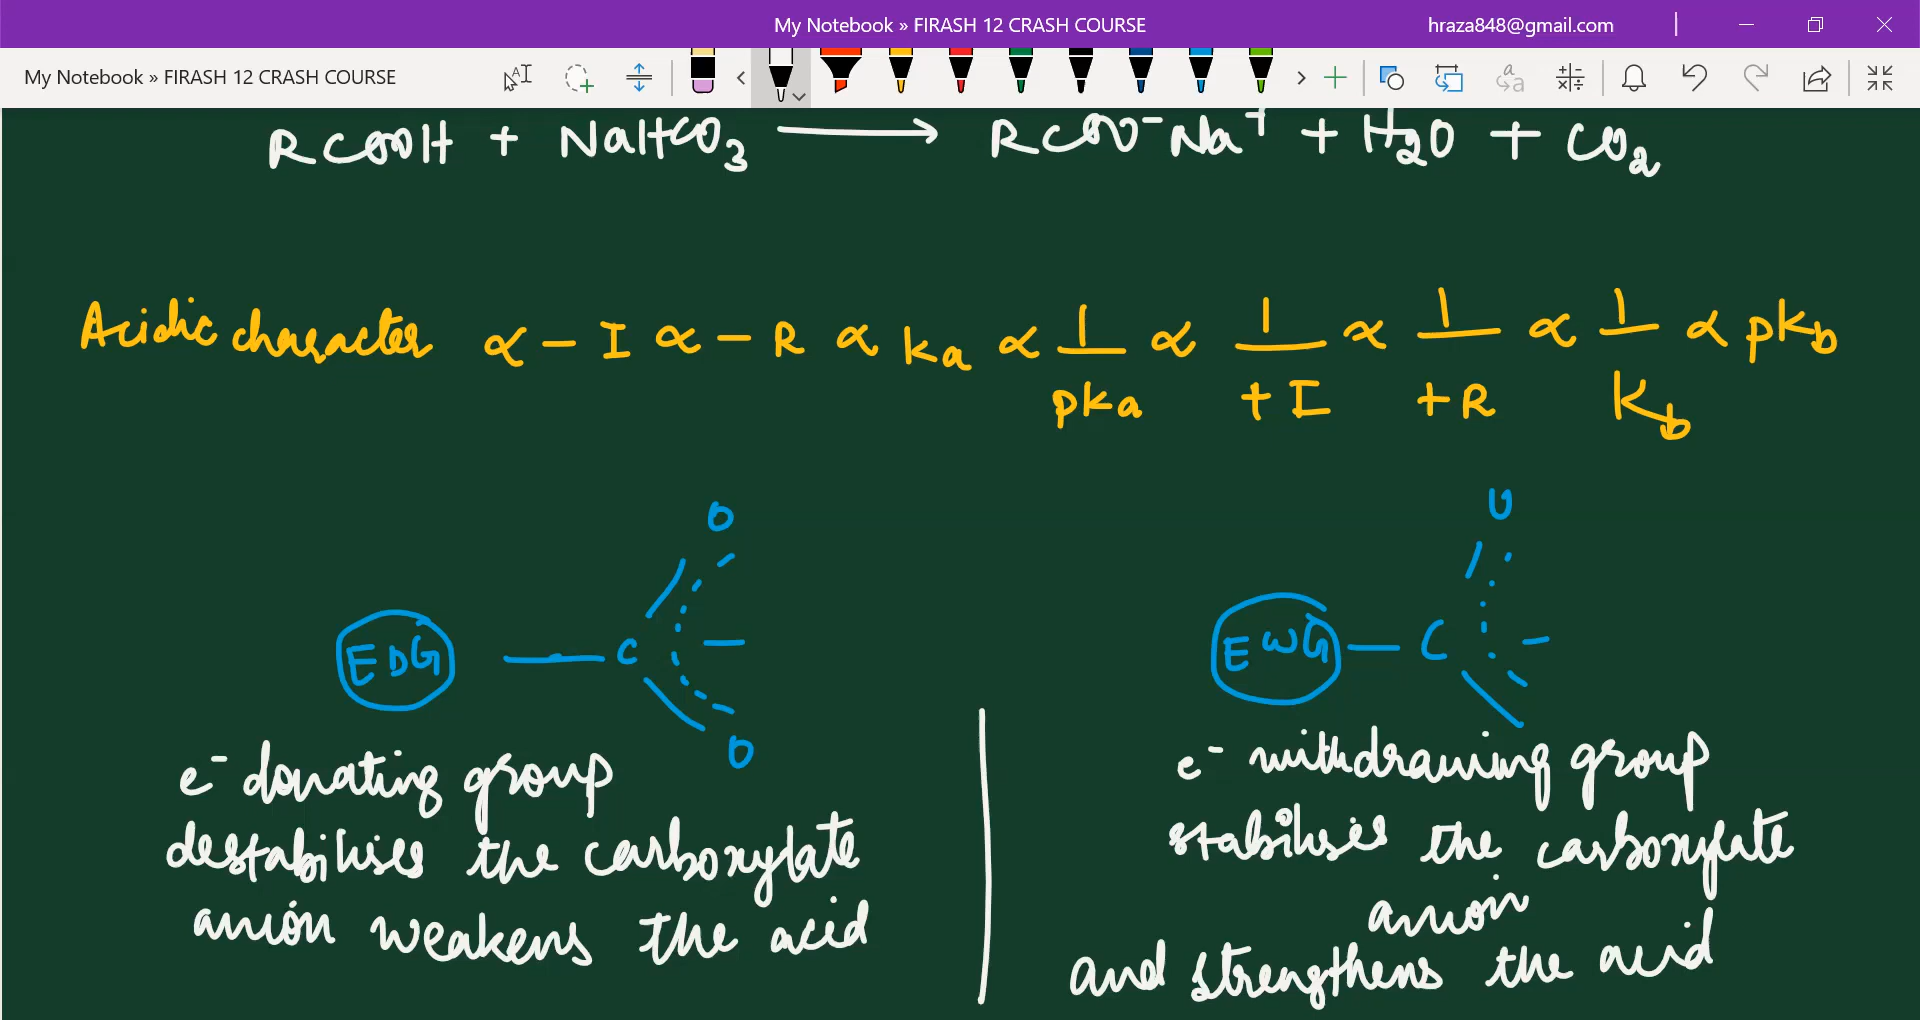 My Notebook » FIRASH 12 CRASH COURSE
hraza848@gmail.com
My Notebook » FIRASH 12 CRASH COURSE
RCOOH + NaHCO3 ⟶ RCOO⁻Na⁺ + H2O + CO2
Acidic character ∝ - I ∝ - R ∝ ka ∝ 1/pka ∝ 1/+I ∝ 1/+R ∝ 1/Kb ∝ pKb
O
EDG — C -
O
e⁻ donating group
destabilises the carboxylate
anion weakens the acid
O
EWG — C -
e⁻ withdrawing group
stabilises the carboxylate
anion
and strengthens the acid